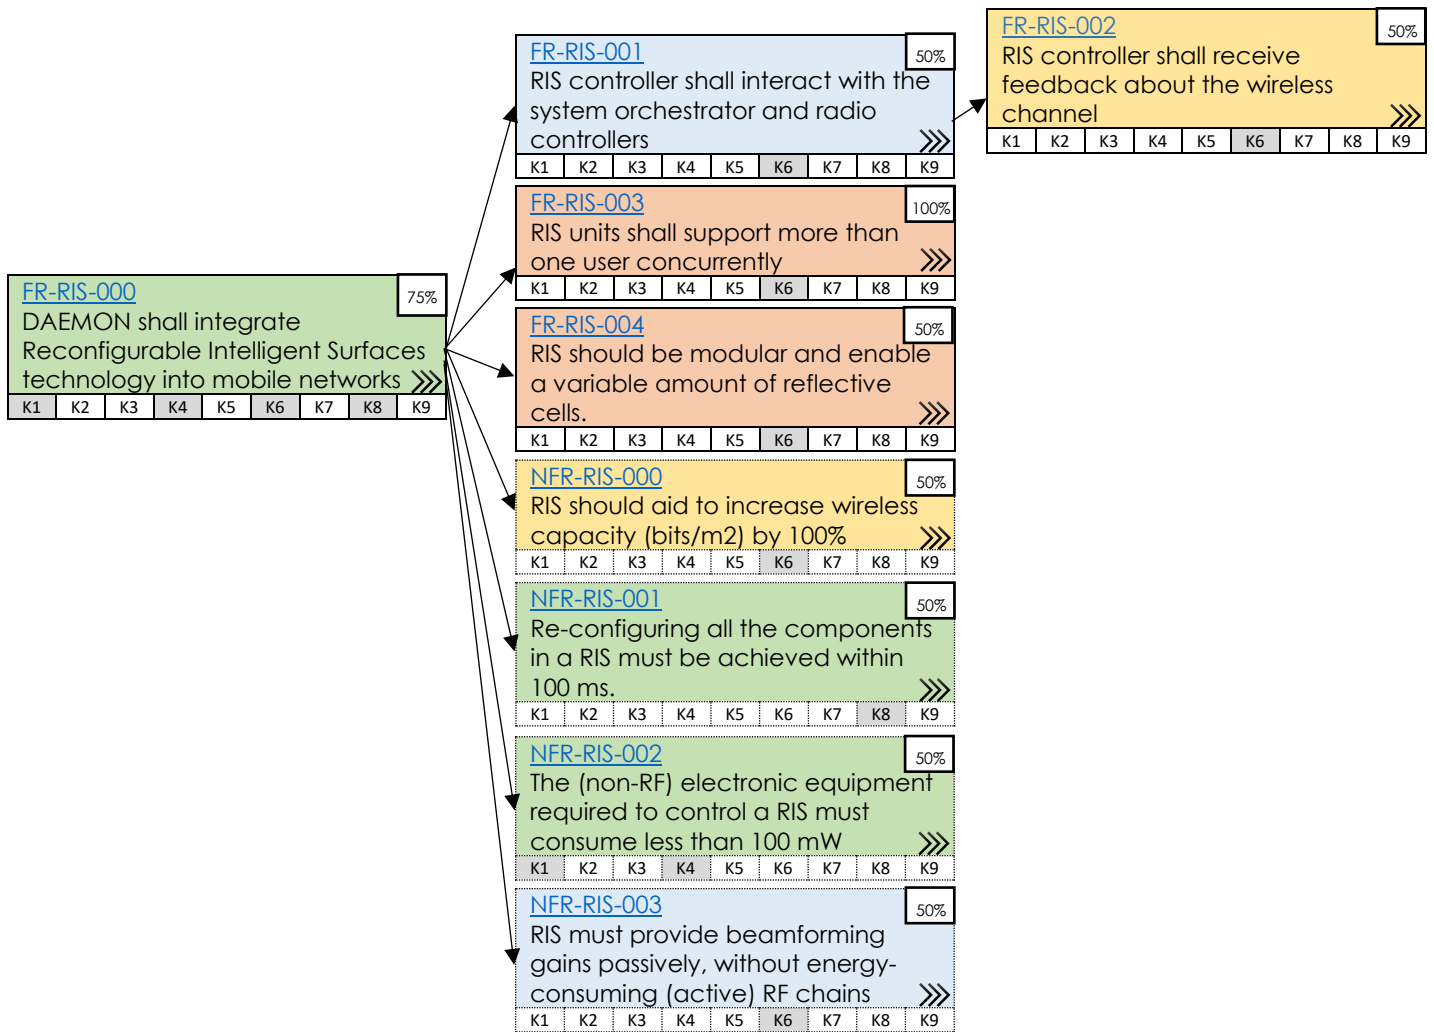 FR-RIS-000
75%
DAEMON shall integrate
Reconfigurable Intelligent Surfaces
technology into mobile networks
K1 K2 K3 K4 K5 K6 K7 K8 K9
FR-RIS-001
50%
RIS controller shall interact with the
system orchestrator and radio
controllers
K1 K2 K3 K4 K5 K6 K7 K8 K9
FR-RIS-002
50%
RIS controller shall receive
feedback about the wireless
channel
K1 K2 K3 K4 K5 K6 K7 K8 K9
FR-RIS-003
100%
RIS units shall support more than
one user concurrently
K1 K2 K3 K4 K5 K6 K7 K8 K9
FR-RIS-004
50%
RIS should be modular and enable
a variable amount of reflective
cells.
K1 K2 K3 K4 K5 K6 K7 K8 K9
NFR-RIS-000
50%
RIS should aid to increase wireless
capacity (bits/m2) by 100%
K1 K2 K3 K4 K5 K6 K7 K8 K9
NFR-RIS-001
50%
Re-configuring all the components
in a RIS must be achieved within
100 ms.
K1 K2 K3 K4 K5 K6 K7 K8 K9
NFR-RIS-002
50%
The (non-RF) electronic equipment
required to control a RIS must
consume less than 100 mW
K1 K2 K3 K4 K5 K6 K7 K8 K9
NFR-RIS-003
50%
RIS must provide beamforming
gains passively, without energy-
consuming (active) RF chains
K1 K2 K3 K4 K5 K6 K7 K8 K9